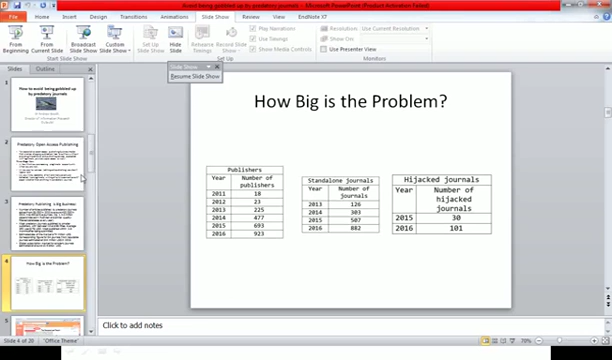 Avoid being gobbled up by predatory journals - Microsoft PowerPoint (Product Activation Failed)
File Home Insert Design Transitions Animations Slide Show Review View EndNote X7
From Beginning
From Current Slide
Broadcast Slide Show
Custom Slide Show
Set Up Slide Show
Hide Slide
Rehearse Timings
Record Slide Show
Play Narrations
Use Timings
Show Media Controls
Resolution: Use Current Resolution
Show On:
Use Presenter View
Start Slide Show
Set Up
Monitors
Slide Show
Resume Slide Show
Slides Outline
1
How to avoid being gobbled up by predatory journals
2
Predatory Open Access Publishing
3
Predatory Publishing is Big Business
4
How Big is the Problem?
5
How Big is the Problem?
Publishers
Year Number of publishers
2011 18
2012 23
2013 225
2014 477
2015 693
2016 923
Standalone journals
Year Number of journals
2013 126
2014 303
2015 507
2016 882
Hijacked journals
Year Number of hijacked journals
2015 30
2016 101
Click to add notes
Slide 4 of 20 "Office Theme" 70%